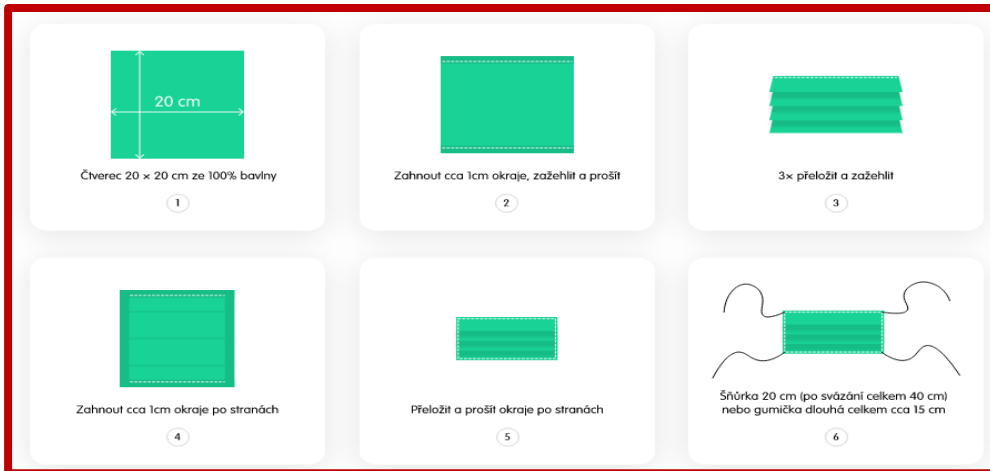 20 cm
Čtverec 20 × 20 cm ze 100% bavlny
1
Zahnout cca 1cm okraje, zažehlit a prošít
2
3× přeložit a zažehlit
3
Zahnout cca 1cm okraje po stranách
4
Přeložit a prošít okraje po stranách
5
Šňůrka 20 cm (po svázání celkem 40 cm)
nebo gumička dlouhá celkem cca 15 cm
6